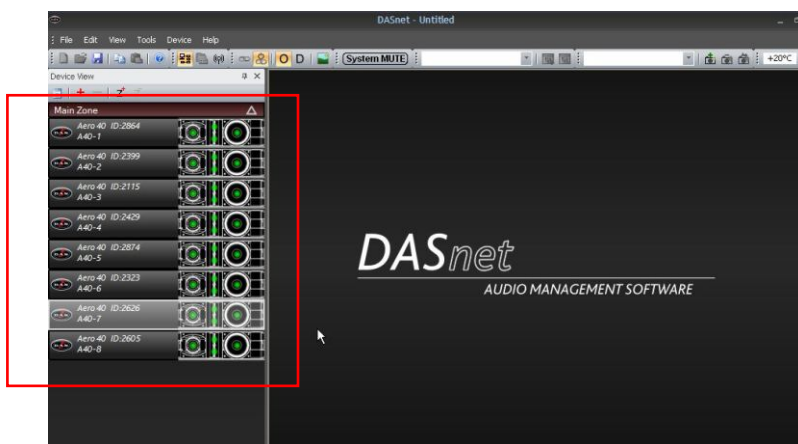 DASnet - Untitled
File Edit View Tools Device Help
O D System MUTE +20°C
Device View
Main Zone
Aero 40 ID:2864
A40-1
Aero 40 ID:2399
A40-2
Aero 40 ID:2115
A40-3
Aero 40 ID:2429
A40-4
Aero 40 ID:2874
A40-5
Aero 40 ID:2323
A40-6
Aero 40 ID:2626
A40-7
Aero 40 ID:2605
A40-8
DASnet
AUDIO MANAGEMENT SOFTWARE